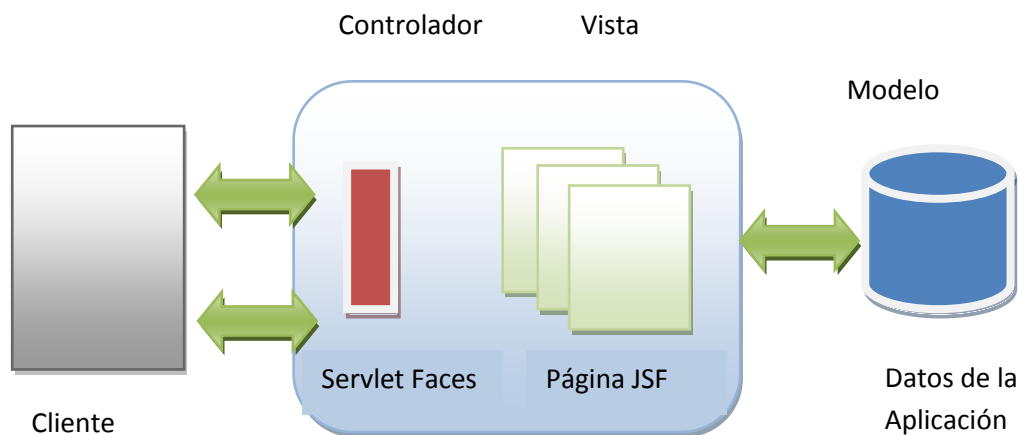 Controlador
Vista
Modelo
Servlet Faces
Página JSF
Datos de la
Aplicación
Cliente